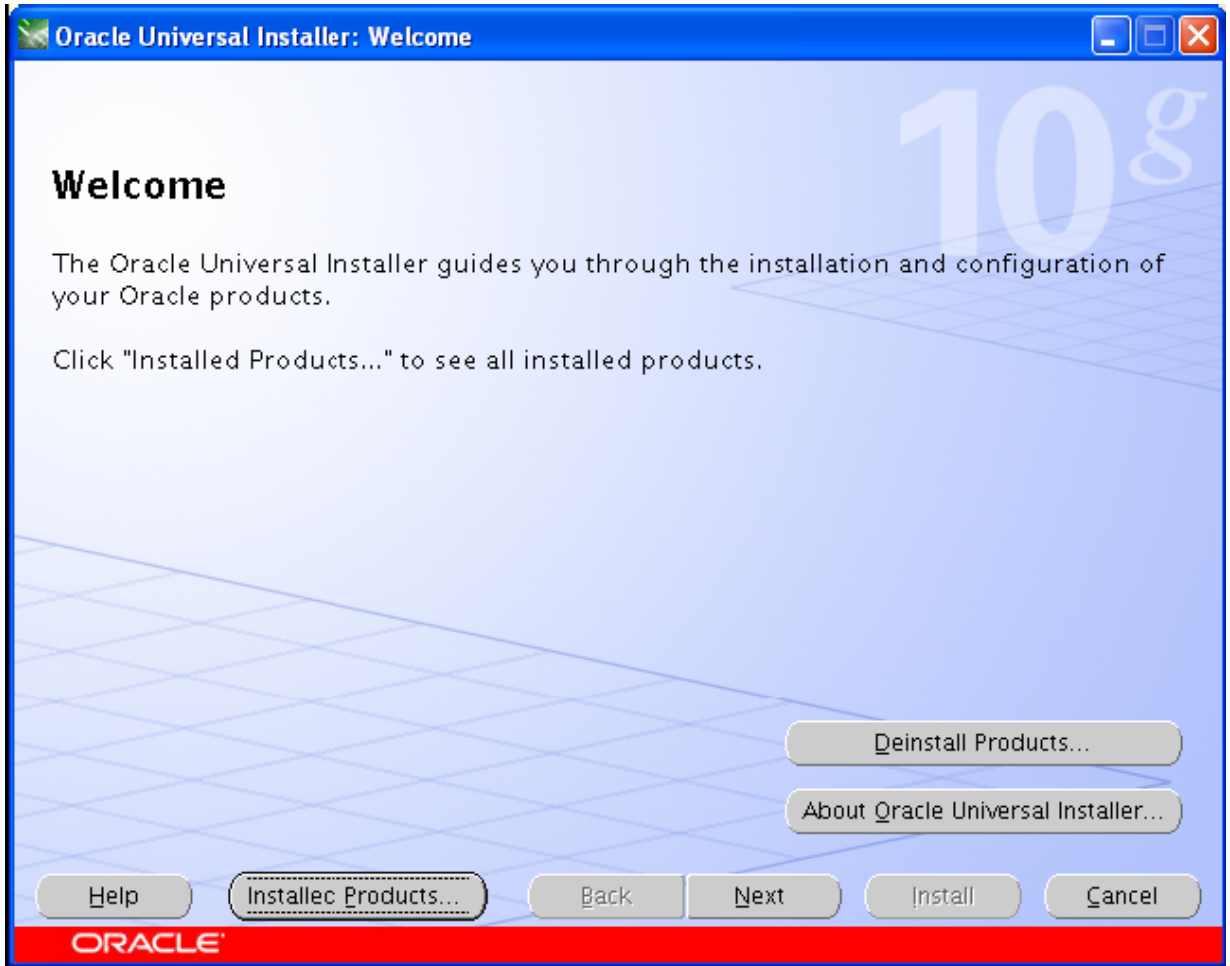 Oracle Universal Installer: Welcome
10g
Welcome
The Oracle Universal Installer guides you through the installation and configuration of
your Oracle products.
Click "Installed Products..." to see all installed products.
Deinstall Products...
About Oracle Universal Installer...
Help Installec Products... Back Next Install Cancel
ORACLE